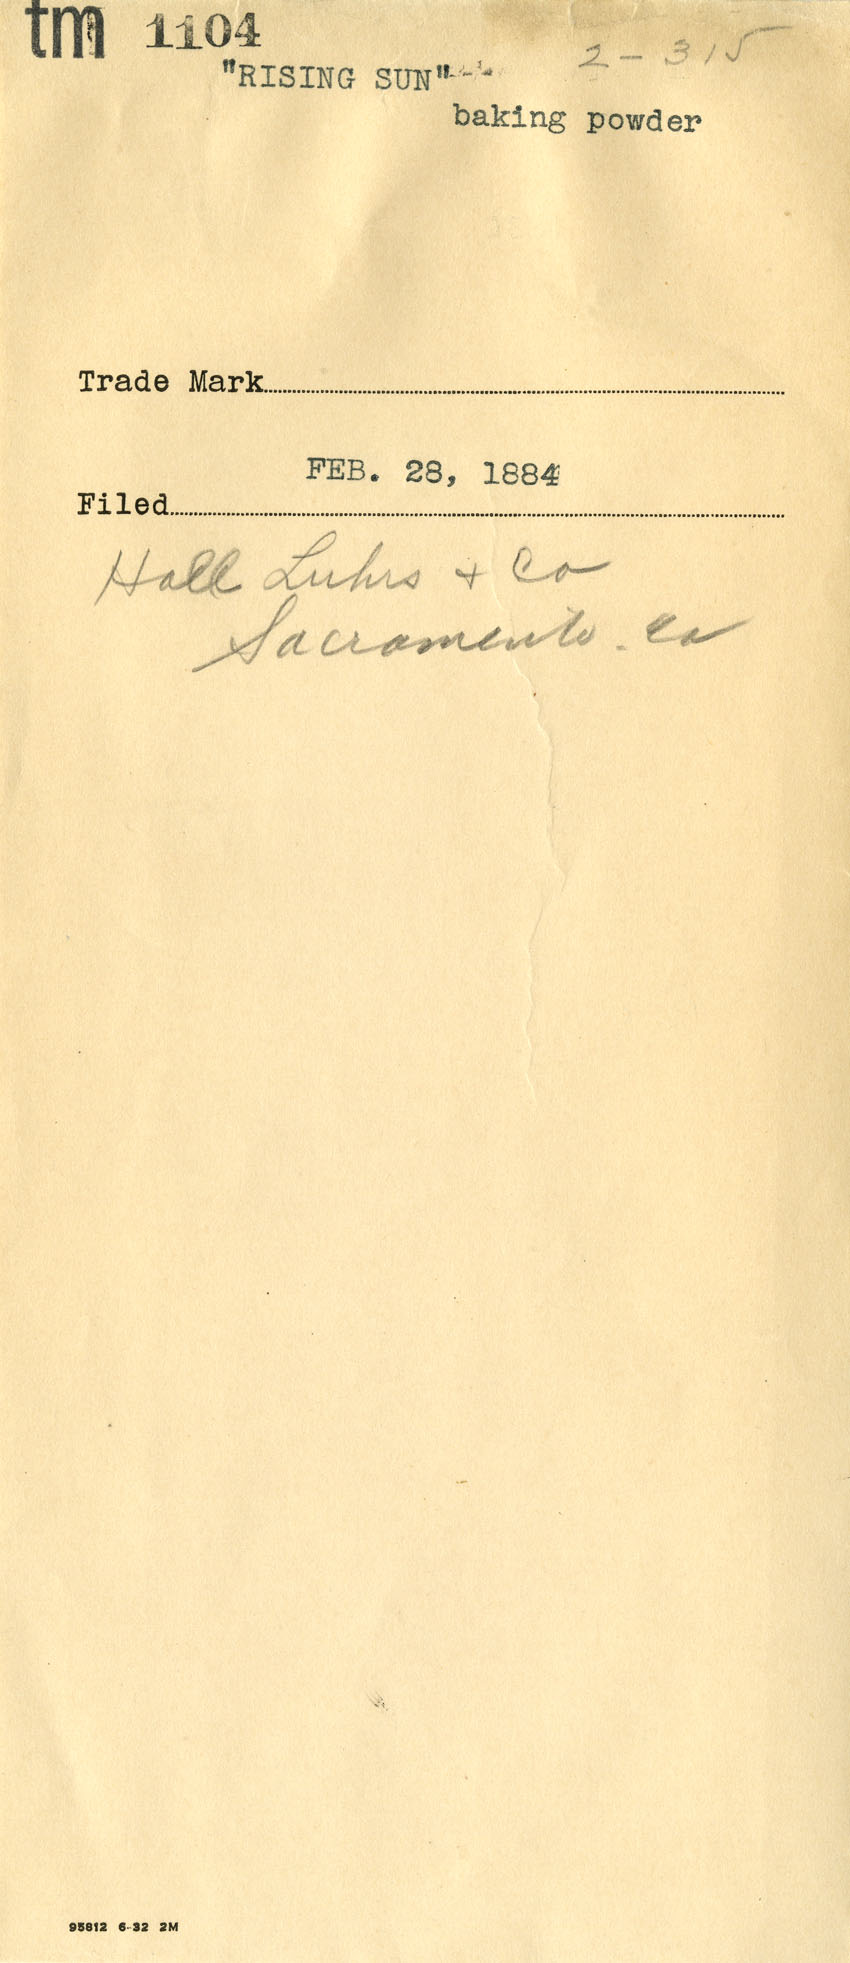 tm 1104 2-315
"RISING SUN"---
baking powder
Trade Mark
FEB. 28, 1884
Filed
Hall Luhrs + Co
Sacramento. Ca
95812 6-32 2M